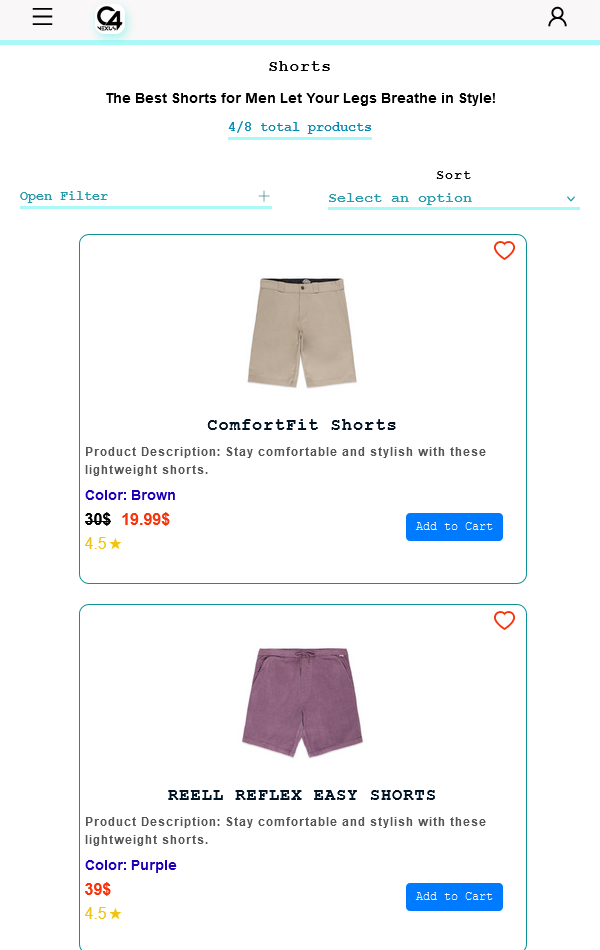 C4
NEXUS
Shorts
The Best Shorts for Men Let Your Legs Breathe in Style!
4/8 total products
Sort
Open Filter
Select an option
ComfortFit Shorts
Product Description: Stay comfortable and stylish with these
lightweight shorts.
Color: Brown
30$ 19.99$
Add to Cart
4.5★
REELL REFLEX EASY SHORTS
Product Description: Stay comfortable and stylish with these
lightweight shorts.
Color: Purple
39$
Add to Cart
4.5★